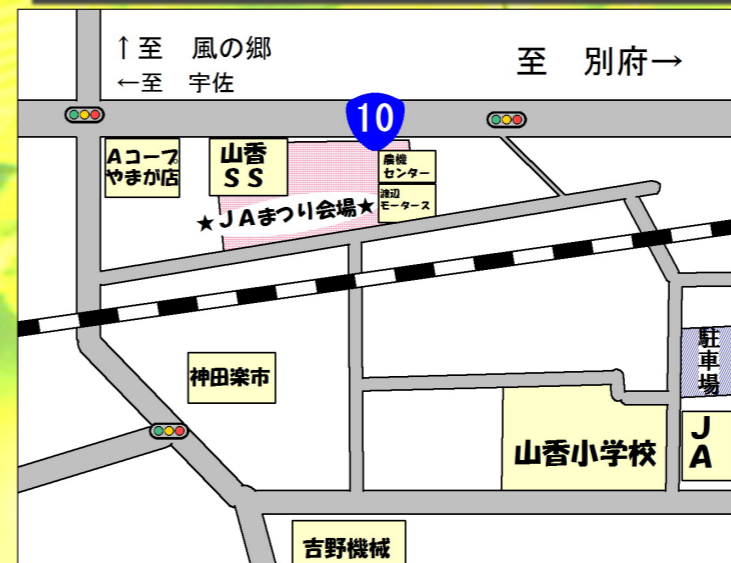 ↑至　風の郷
←至　宇佐
至　別府→
10
Aコープ
やまが店
山香
SS
農機
センター
渡辺
モータース
★JAまつり会場★
神田楽市
駐車場
山香小学校
J
A
吉野機械